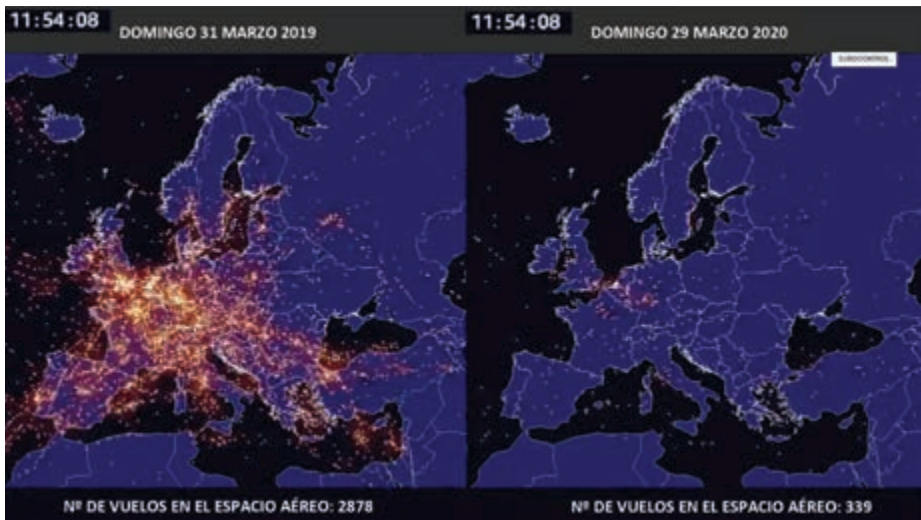 11:54:08
DOMINGO 31 MARZO 2019
11:54:08
DOMINGO 29 MARZO 2020
EUROCONTROL
Nº DE VUELOS EN EL ESPACIO AÉREO: 2878
Nº DE VUELOS EN EL ESPACIO AÉREO: 339